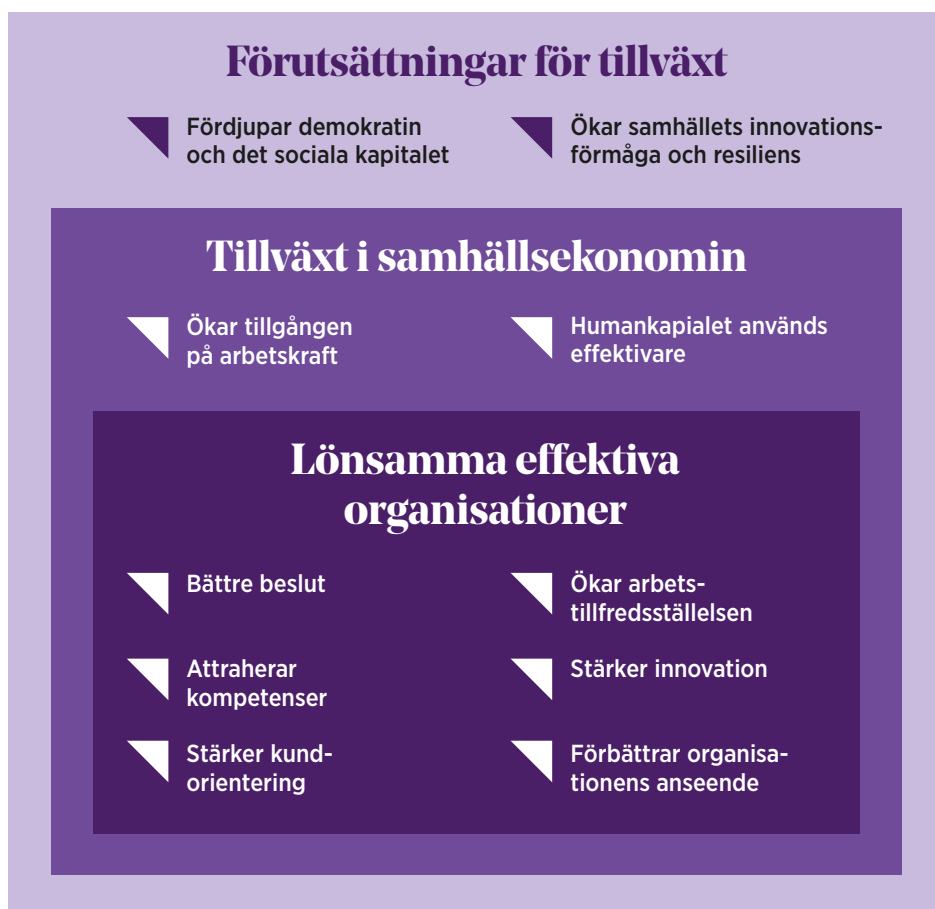 Förutsättningar för tillväxt
Fördjupar demokratin
och det sociala kapitalet
Ökar samhällets innovations-
förmåga och resiliens
Tillväxt i samhällsekonomin
Ökar tillgången
på arbetskraft
Humankapialet används
effektivare
Lönsamma effektiva
organisationer
Bättre beslut
Ökar arbets-
tillfredsställelsen
Attraherar
kompetenser
Stärker innovation
Stärker kund-
orientering
Förbättrar organisa-
tionens anseende